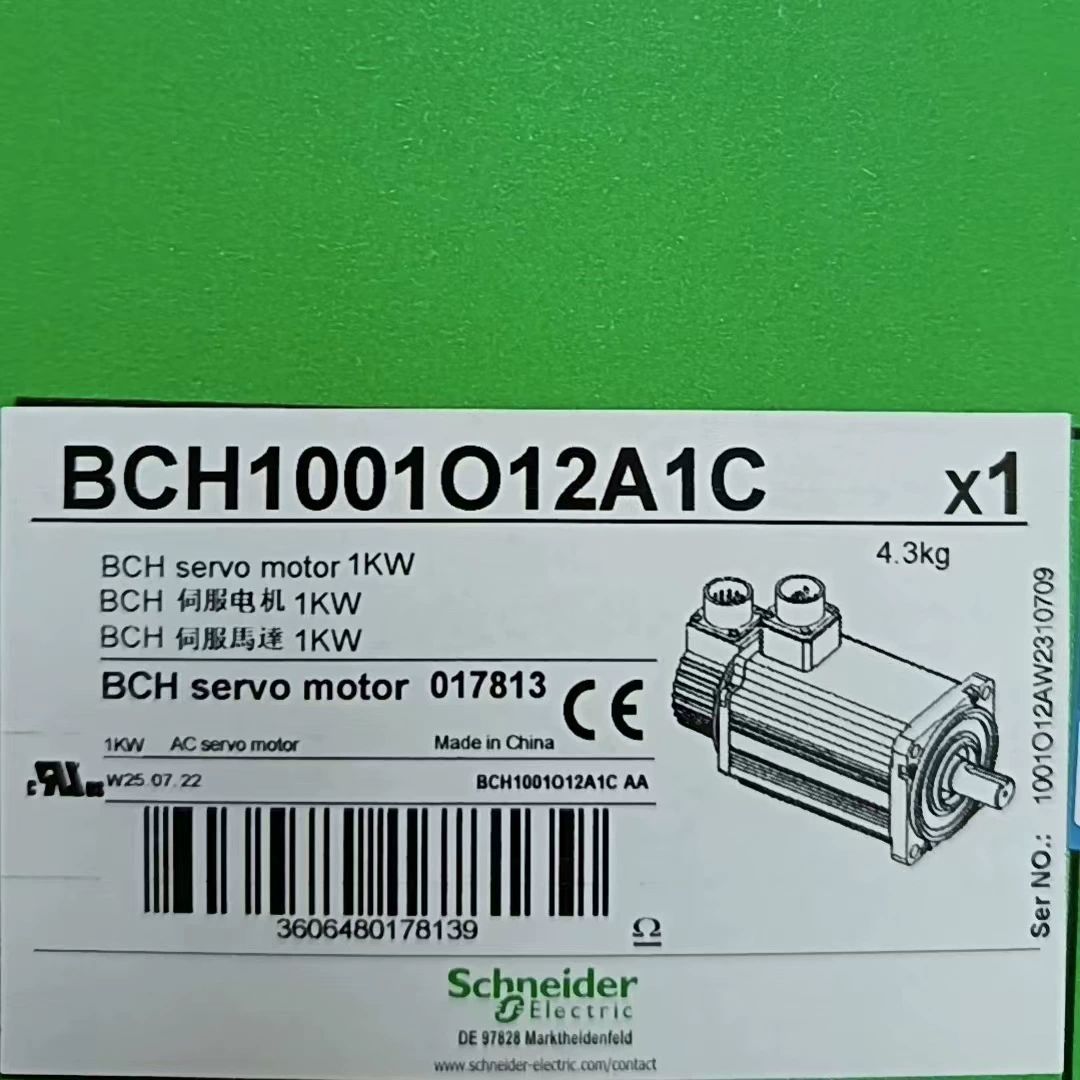 BCH1001O12A1C x1
4.3kg
BCH servo motor 1KW
BCH 伺服电机 1KW
BCH 伺服馬達 1KW
BCH servo motor 017813 CE
1KW AC servo motor Made in China
W25 07.22 BCH1001O12A1C AA
3606480178139
Schneider
Electric
DE 97828 Marktheidenfeld
www.schneider-electric.com/contact
Ser NO.: 1001O12AW2310709